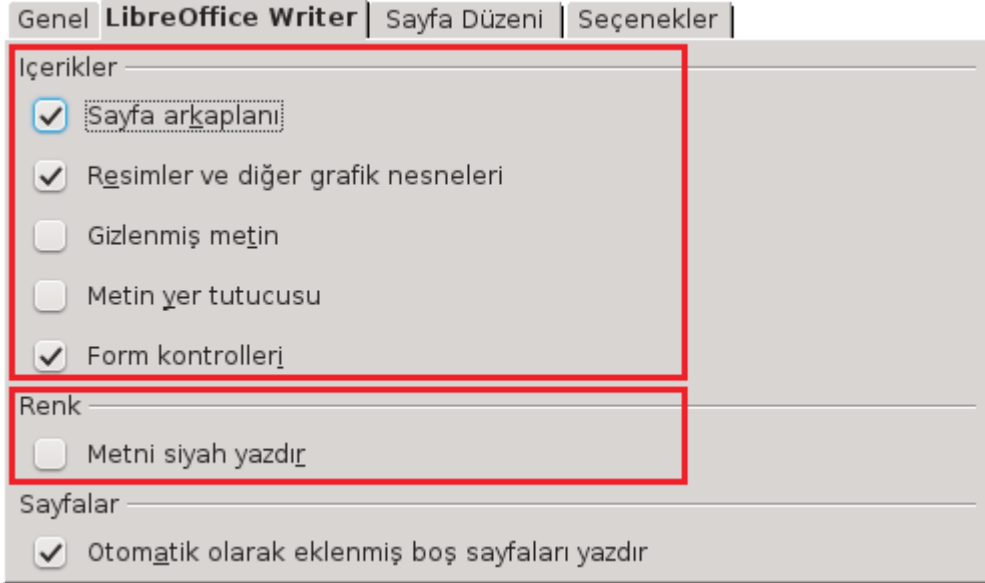 Genel LibreOffice Writer Sayfa Düzeni Seçenekler
İçerikler
Sayfa arkaplanı
Resimler ve diğer grafik nesneleri
Gizlenmiş metin
Metin yer tutucusu
Form kontrolleri
Renk
Metni siyah yazdır
Sayfalar
Otomatik olarak eklenmiş boş sayfaları yazdır